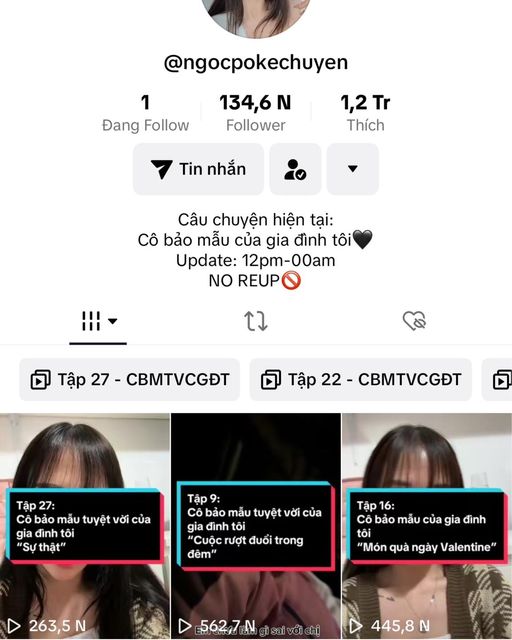 @ngocpokechuyen
1
134,6 N
1,2 Tr
Đang Follow
Follower
Thích
Tin nhắn
Câu chuyện hiện tại:
Cô bảo mẫu của gia đình tôi🖤
Update: 12pm-00am
NO REUP🚫
Tập 27 - CBMTVCGĐT
Tập 22 - CBMTVCGĐT
Tập 27:
Cô bảo mẫu tuyệt vời của
gia đình tôi
“Sự thật”
263,5 N
Tập 9:
Cô bảo mẫu tuyệt vời của
gia đình tôi
“Cuộc rượt đuổi trong
đêm”
562,7 N
gì sai với chị
Tập 16:
Cô bảo mẫu của gia đình
tôi
“Món quà ngày Valentine”
445,8 N